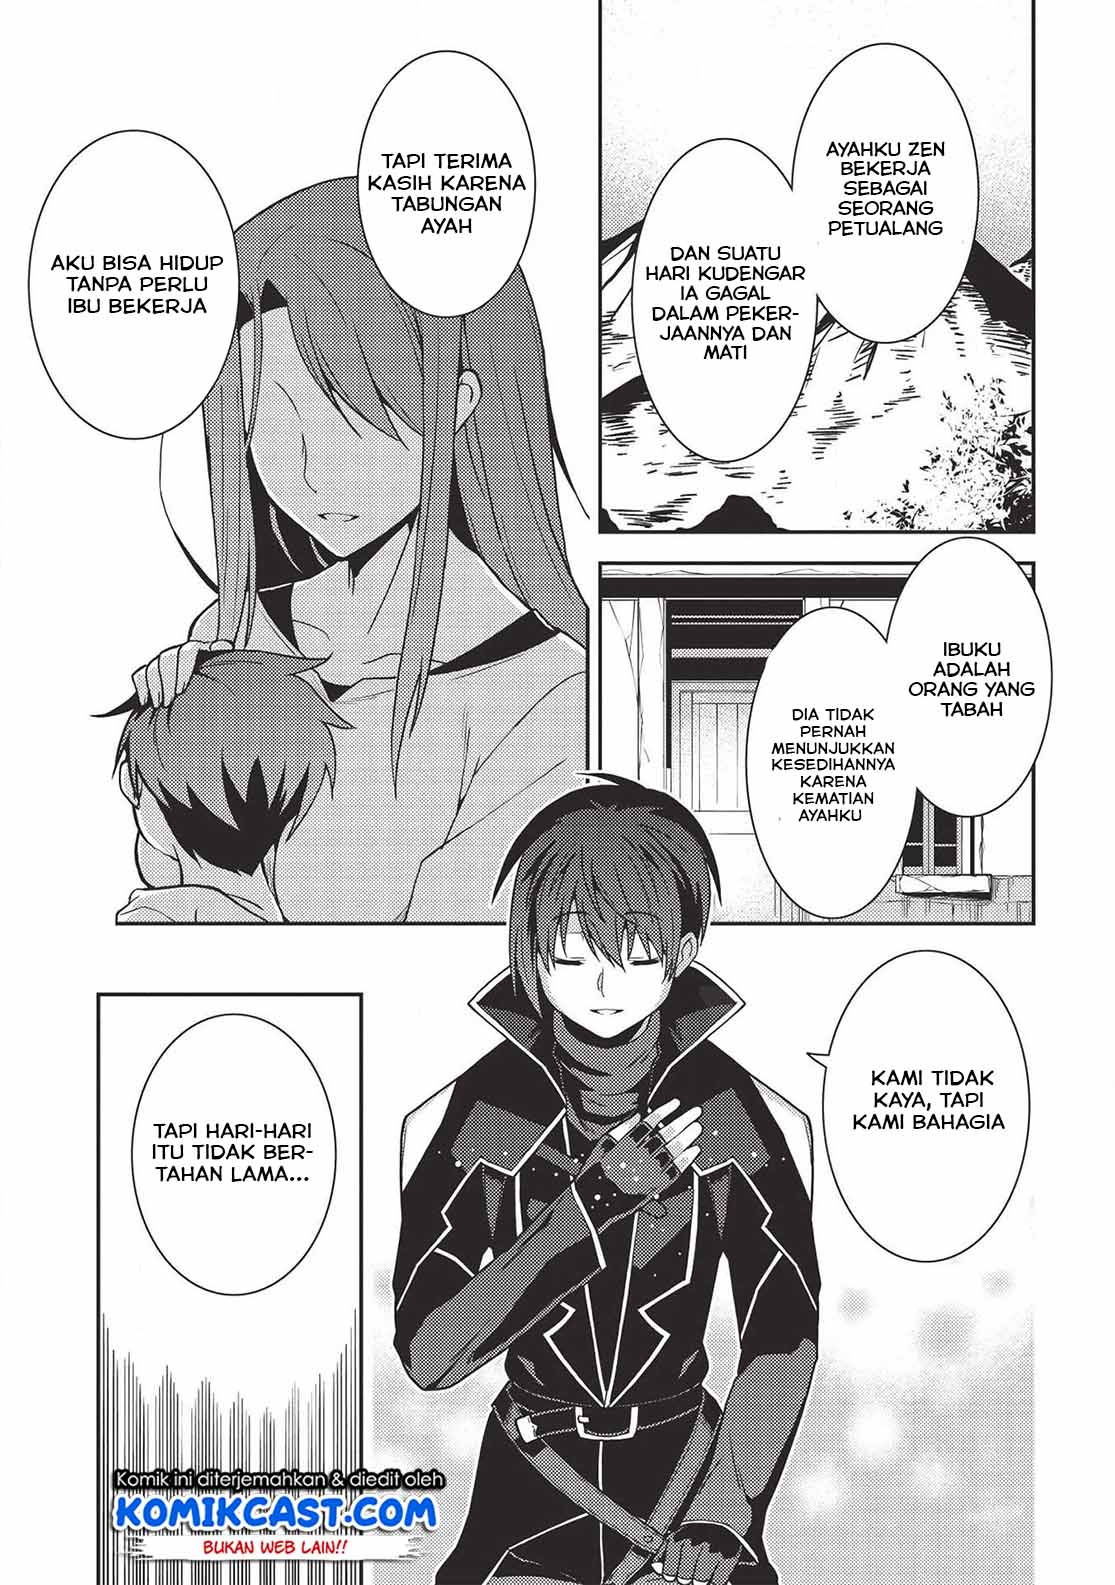 AYAHKU ZEN
BEKERJA
SEBAGAI
SEORANG
PETUALANG
DAN SUATU
HARI KUDENGAR
IA GAGAL
DALAM PEKER-
JAANNYA DAN
MATI
TAPI TERIMA
KASIH KARENA
TABUNGAN
AYAH
AKU BISA HIDUP
TANPA PERLU
IBU BEKERJA
IBUKU
ADALAH
ORANG YANG
TABAH
DIA TIDAK
PERNAH
MENUNJUKKAN
KESEDIHANNYA
KARENA
KEMATIAN
AYAHKU
KAMI TIDAK
KAYA, TAPI
KAMI BAHAGIA
TAPI HARI-HARI
ITU TIDAK BER-
TAHAN LAMA...
Komik ini diterjemahkan & diedit oleh
KOMIKCAST.COM
BUKAN WEB LAIN!!